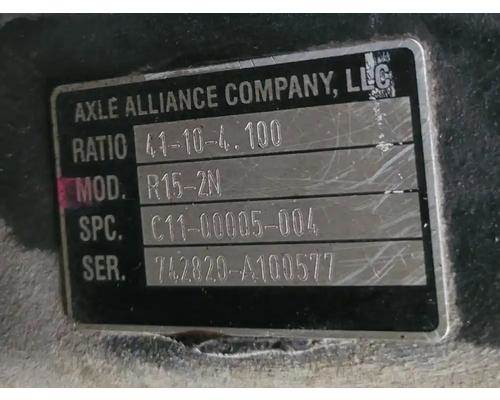 AXLE ALLIANCE COMPANY, LLC
RATIO 41-10-4.100
MOD. R15-2N
SPC. C11-00005-004
SER. 742820-A100577